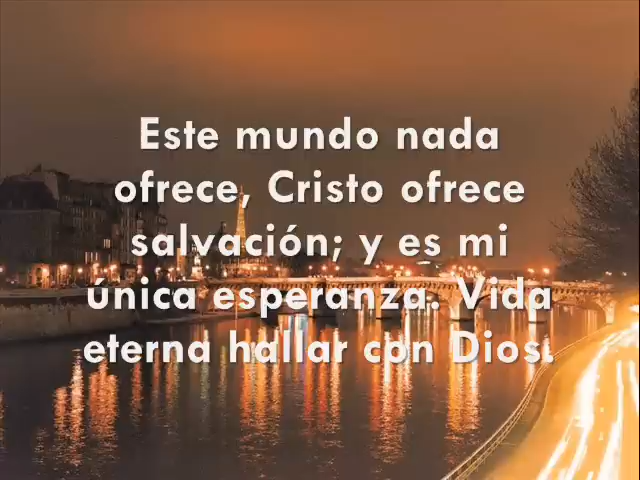 Este mundo nada
ofrece, Cristo ofrece
salvación; y es mi
única esperanza. Vida
eterna hallar con Dios.